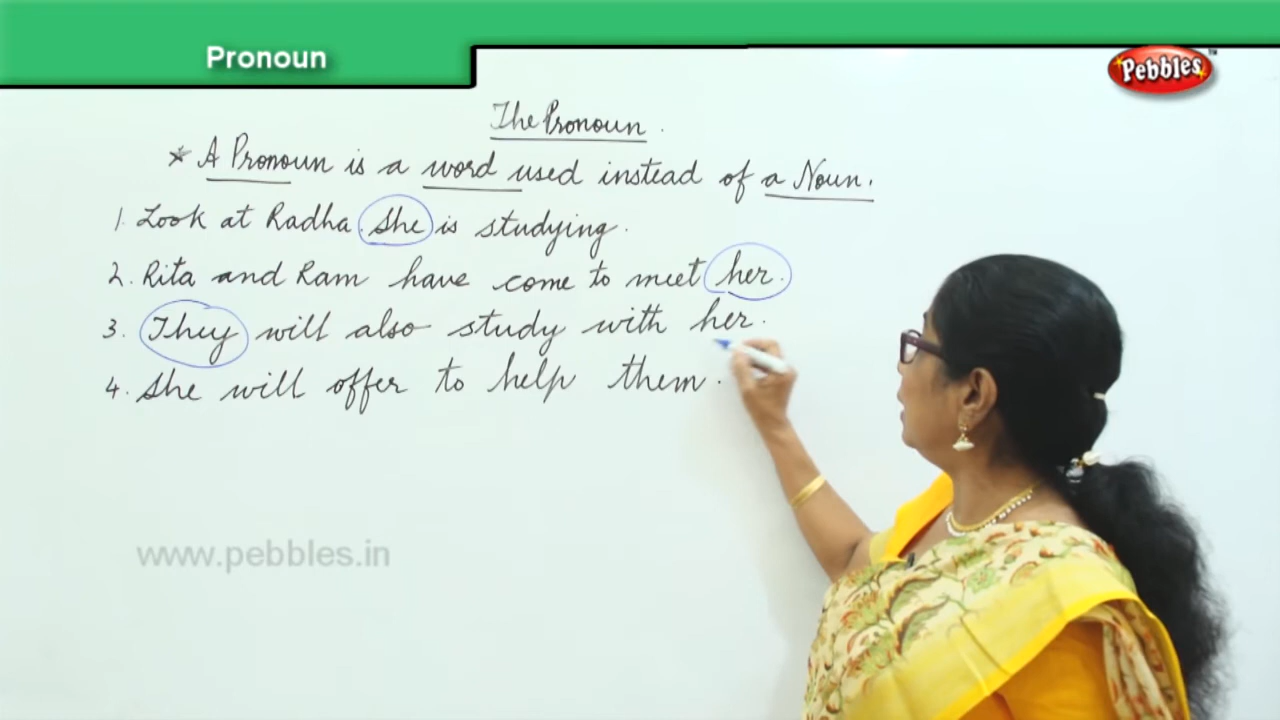 Pronoun
Pebbles™
The Pronoun.
* A Pronoun is a word used instead of a Noun.
1. Look at Radha. She is studying.
2. Rita and Ram have come to meet her.
3. They will also study with her.
4. She will offer to help them.
www.pebbles.in